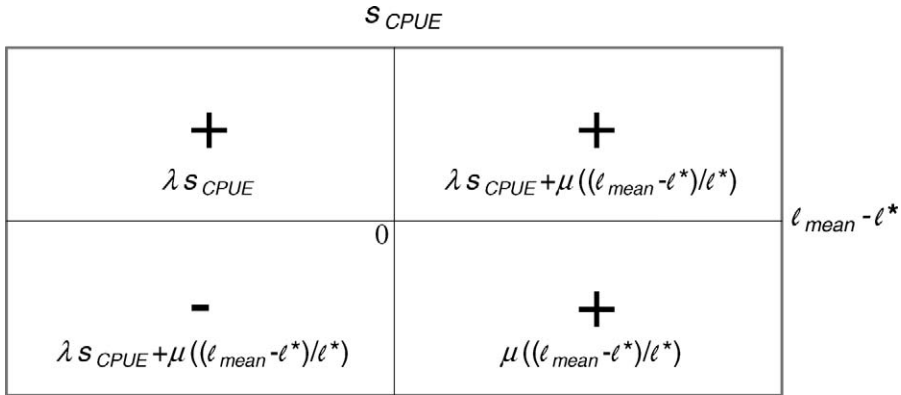 s CPUE
+ +
λ s CPUE λ s CPUE +μ((ℓ mean -ℓ*)/ℓ*)
0 ℓ mean -ℓ*
- +
λ s CPUE +μ((ℓ mean -ℓ*)/ℓ*) μ((ℓ mean -ℓ*)/ℓ*)